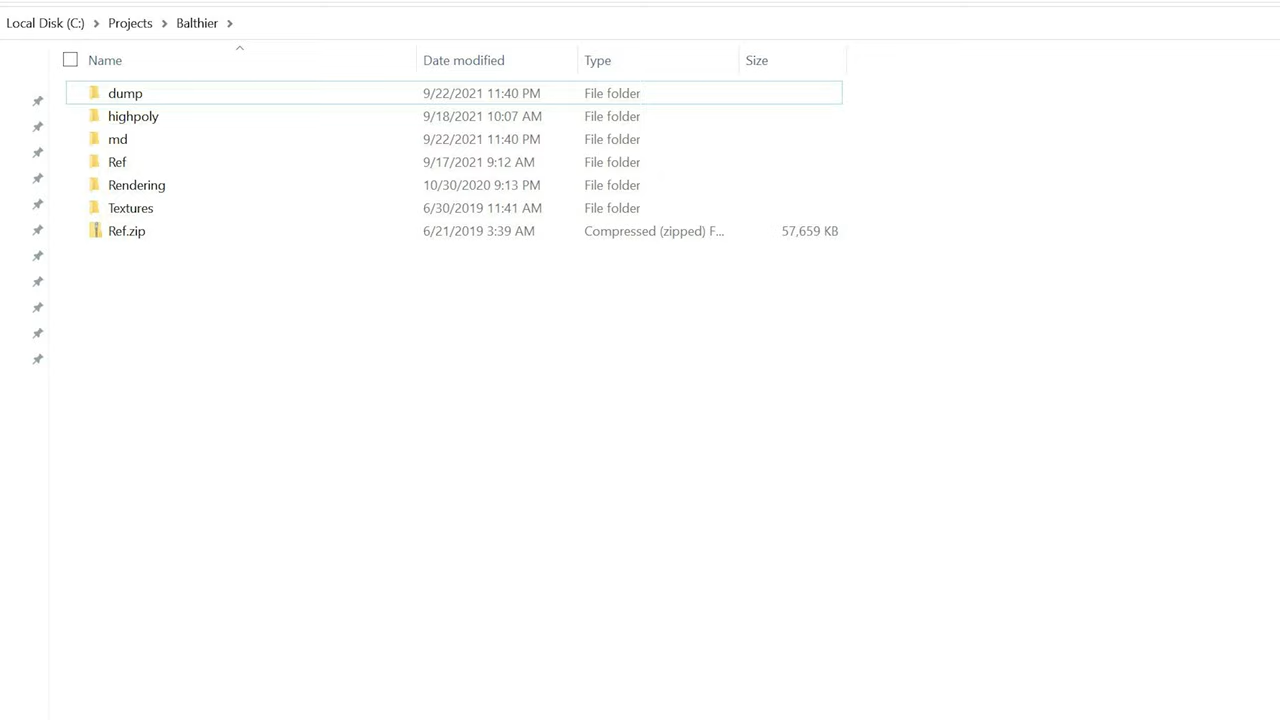 Local Disk (C:) > Projects > Balthier >
Name Date modified Type Size
dump 9/22/2021 11:40 PM File folder
highpoly 9/18/2021 10:07 AM File folder
md 9/22/2021 11:40 PM File folder
Ref 9/17/2021 9:12 AM File folder
Rendering 10/30/2020 9:13 PM File folder
Textures 6/30/2019 11:41 AM File folder
Ref.zip 6/21/2019 3:39 AM Compressed (zipped) F... 57,659 KB